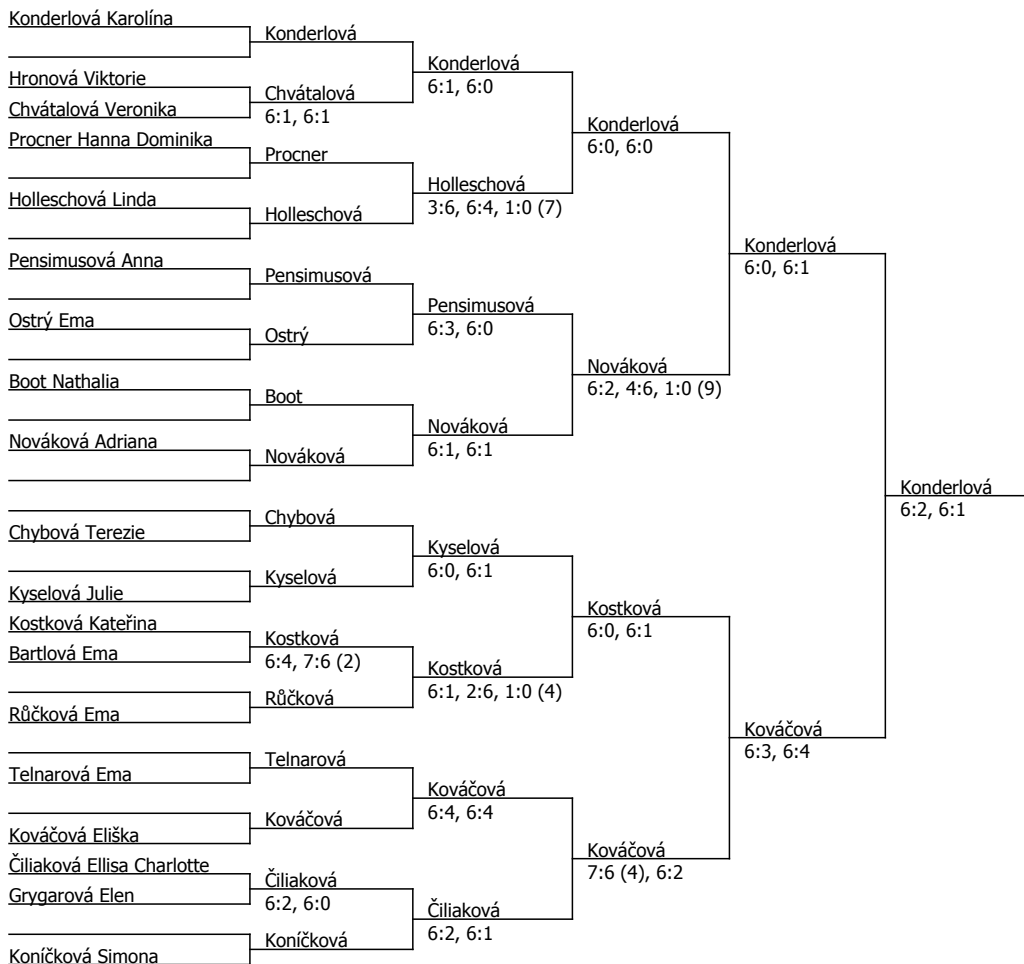 Konderlová Karolína
Konderlová
Konderlová
6:1, 6:0
Hronová Viktorie
Chvátalová Veronika
Chvátalová
6:1, 6:1
Konderlová
6:0, 6:0
Procner Hanna Dominika
Procner
Holleschová
3:6, 6:4, 1:0 (7)
Holleschová Linda
Holleschová
Konderlová
6:0, 6:1
Pensimusová Anna
Pensimusová
Pensimusová
6:3, 6:0
Ostrý Ema
Ostrý
Nováková
6:2, 4:6, 1:0 (9)
Boot Nathalia
Boot
Nováková
6:1, 6:1
Nováková Adriana
Nováková
Konderlová
6:2, 6:1
Chybová Terezie
Chybová
Kyselová
6:0, 6:1
Kyselová Julie
Kyselová
Kostková
6:0, 6:1
Kostková Kateřina
Bartlová Ema
Kostková
6:4, 7:6 (2)
Kostková
6:1, 2:6, 1:0 (4)
Růčková Ema
Růčková
Kováčová
6:3, 6:4
Telnarová Ema
Telnarová
Kováčová
6:4, 6:4
Kováčová Eliška
Kováčová
Kováčová
7:6 (4), 6:2
Čiliaková Ellisa Charlotte
Grygarová Elen
Čiliaková
6:2, 6:0
Čiliaková
6:2, 6:1
Koníčková Simona
Koníčková